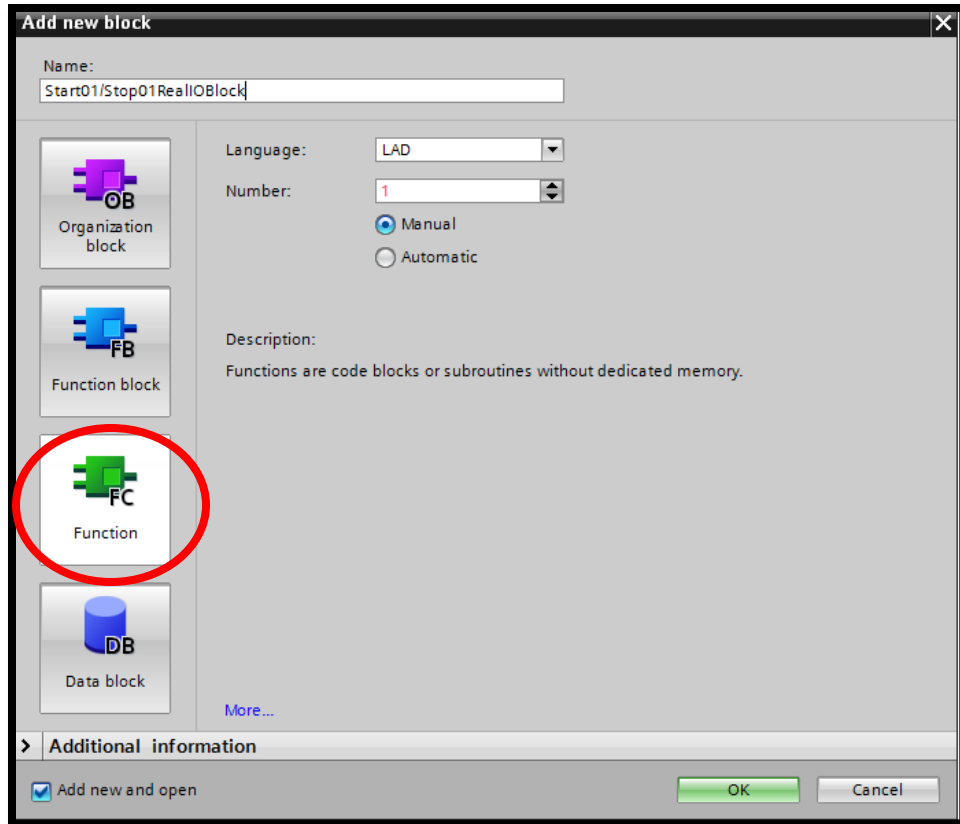 Add new block
Name:
Start01/Stop01RealIOBlock
OB
Organization
block
FB
Function block
FC
Function
DB
Data block
Language:
LAD
Number:
1
Manual
Automatic
Description:
Functions are code blocks or subroutines without dedicated memory.
More...
Additional information
Add new and open
OK
Cancel